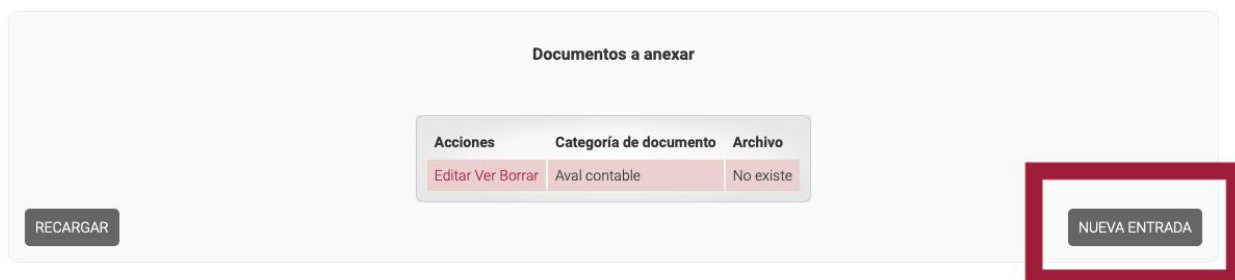 Documentos a anexar
Acciones Categoría de documento Archivo
Editar Ver Borrar Aval contable No existe
RECARGAR NUEVA ENTRADA